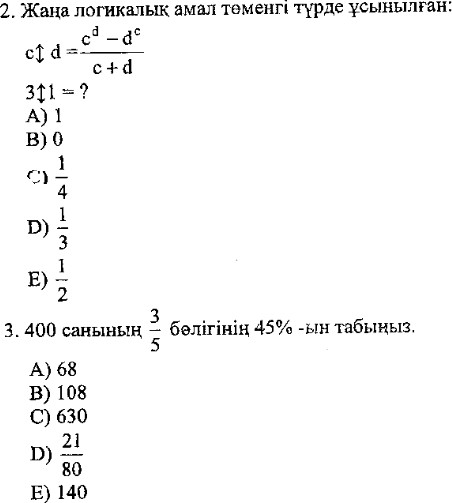 2. Жаңа логикалық амал төменгі түрде ұсынылған:
c↕ d = (c^d − d^c) / (c + d)
3↕1 = ?
A) 1
B) 0
C) 1/4
D) 1/3
E) 1/2
3. 400 санының 3/5 бөлігінің 45% -ын табыңыз.
A) 68
B) 108
C) 630
D) 21/80
E) 140